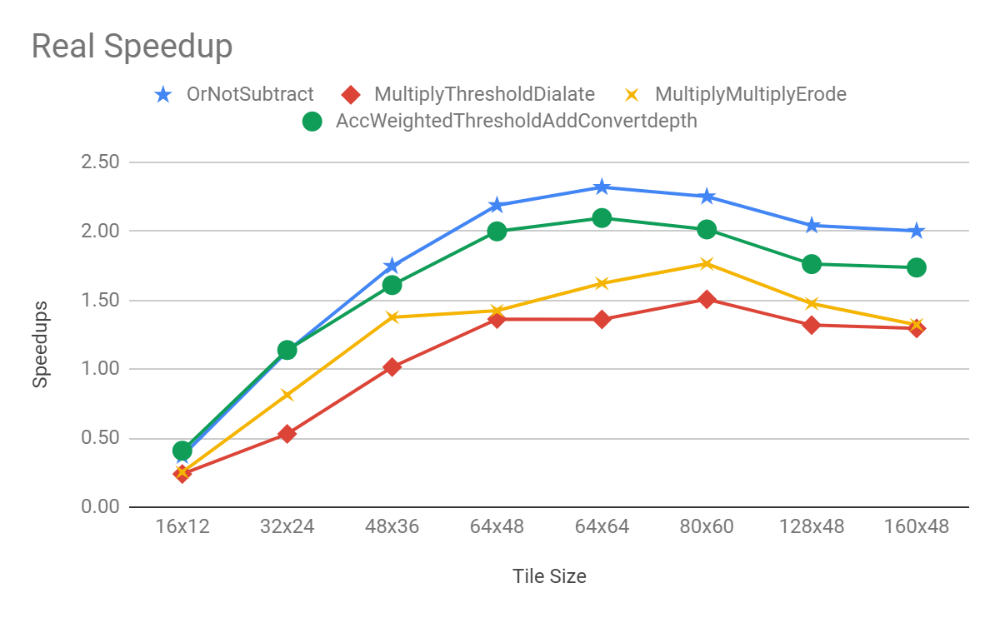 Real Speedup
OrNotSubtract MultiplyThresholdDialate MultiplyMultiplyErode
AccWeightedThresholdAddConvertdepth
2.50
2.00
1.50
1.00
0.50
0.00
Speedups
16x12 32x24 48x36 64x48 64x64 80x60 128x48 160x48
Tile Size